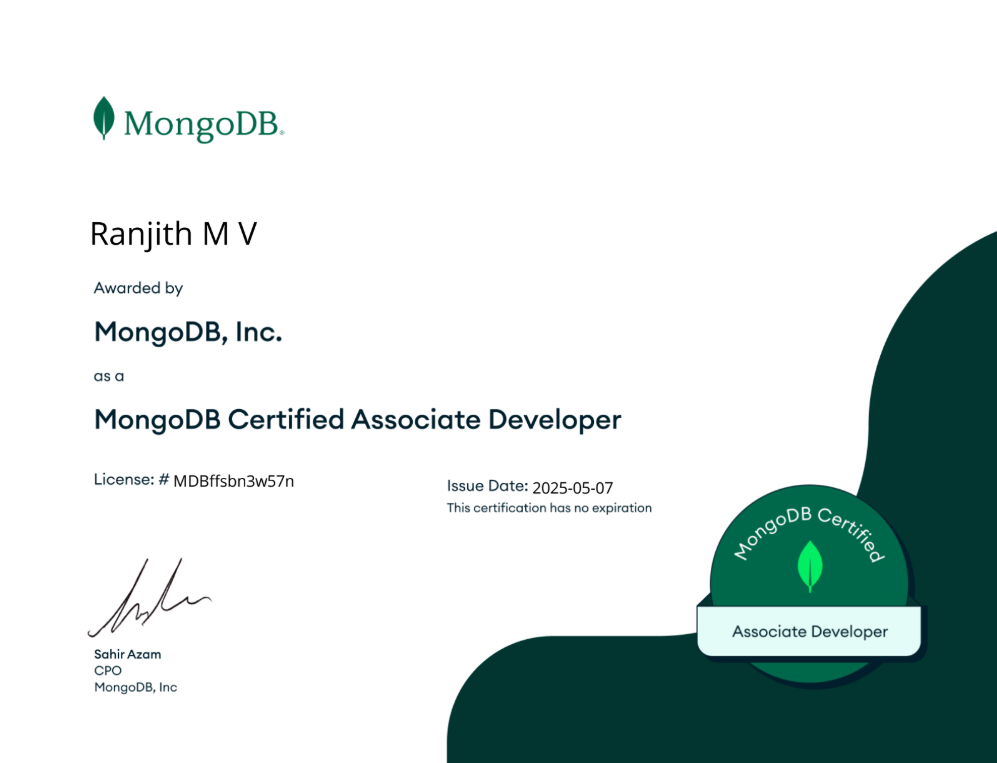 MongoDB®
Ranjith M V
Awarded by
MongoDB, Inc.
as a
MongoDB Certified Associate Developer
License: # MDBffsbn3w57n
Issue Date: 2025-05-07
This certification has no expiration
MongoDB Certified
Associate Developer
Sahir Azam
CPO
MongoDB, Inc